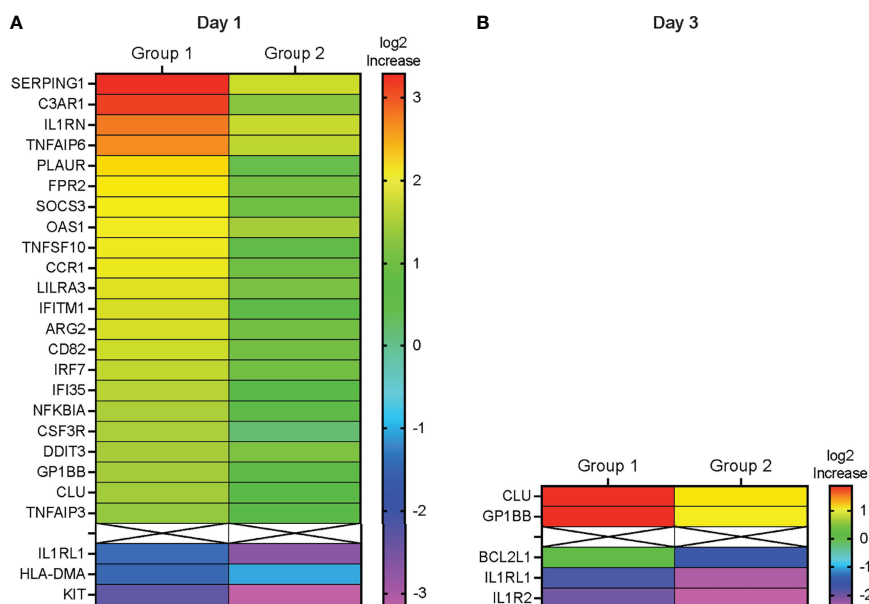 A
Day 1
log2
Increase
Group 1
Group 2
SERPING1
C3AR1
IL1RN
TNFAIP6
PLAUR
FPR2
SOCS3
OAS1
TNFSF10
CCR1
LILRA3
IFITM1
ARG2
CD82
IRF7
IFI35
NFKBIA
CSF3R
DDIT3
GP1BB
CLU
TNFAIP3
IL1RL1
HLA-DMA
KIT
3
2
1
0
-1
-2
-3
B
Day 3
log2
Increase
Group 1
Group 2
CLU
GP1BB
BCL2L1
IL1RL1
IL1R2
1
0
-1
-2